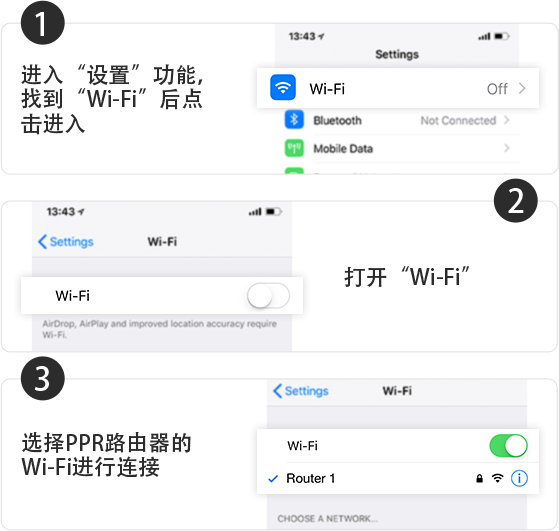 1
进入“设置”功能,
找到“Wi-Fi”后点
击进入
13:43
Settings
Wi-Fi Off
Bluetooth Not Connected
Mobile Data
2
13:43
Settings Wi-Fi
Wi-Fi
AirDrop, AirPlay and improved location accuracy require
Wi-Fi.
打开“Wi-Fi”
3
选择PPR路由器的
Wi-Fi进行连接
Settings Wi-Fi
Wi-Fi
Router 1
CHOOSE A NETWORK...